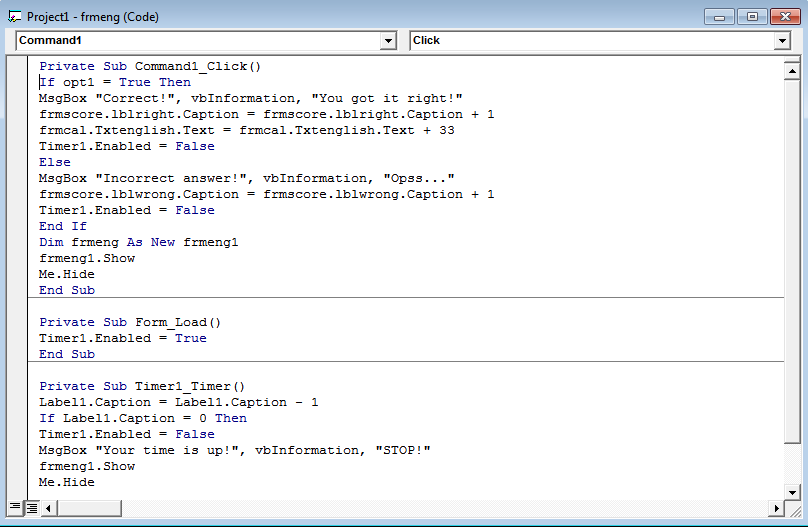 Project1 - frmeng (Code)
Command1
Click
Private Sub Command1_Click()
If opt1 = True Then
MsgBox "Correct!", vbInformation, "You got it right!"
frmscore.lblright.Caption = frmscore.lblright.Caption + 1
frmcal.Txtenglish.Text = frmcal.Txtenglish.Text + 33
Timer1.Enabled = False
Else
MsgBox "Incorrect answer!", vbInformation, "Opss..."
frmscore.lblwrong.Caption = frmscore.lblwrong.Caption + 1
Timer1.Enabled = False
End If
Dim frmeng As New frmeng1
frmeng1.Show
Me.Hide
End Sub
Private Sub Form_Load()
Timer1.Enabled = True
End Sub
Private Sub Timer1_Timer()
Label1.Caption = Label1.Caption - 1
If Label1.Caption = 0 Then
Timer1.Enabled = False
MsgBox "Your time is up!", vbInformation, "STOP!"
frmeng1.Show
Me.Hide